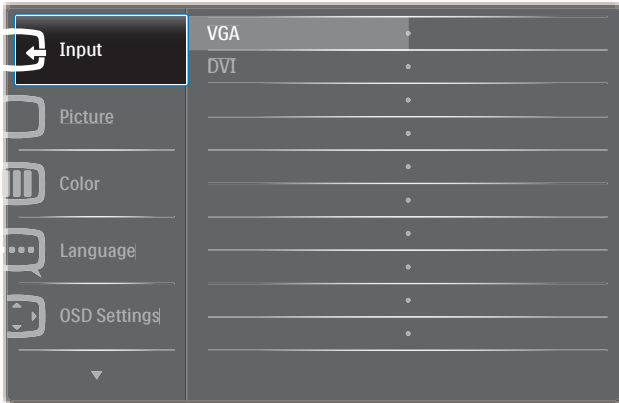 Input
VGA
DVI
Picture
Color
Language
OSD Settings